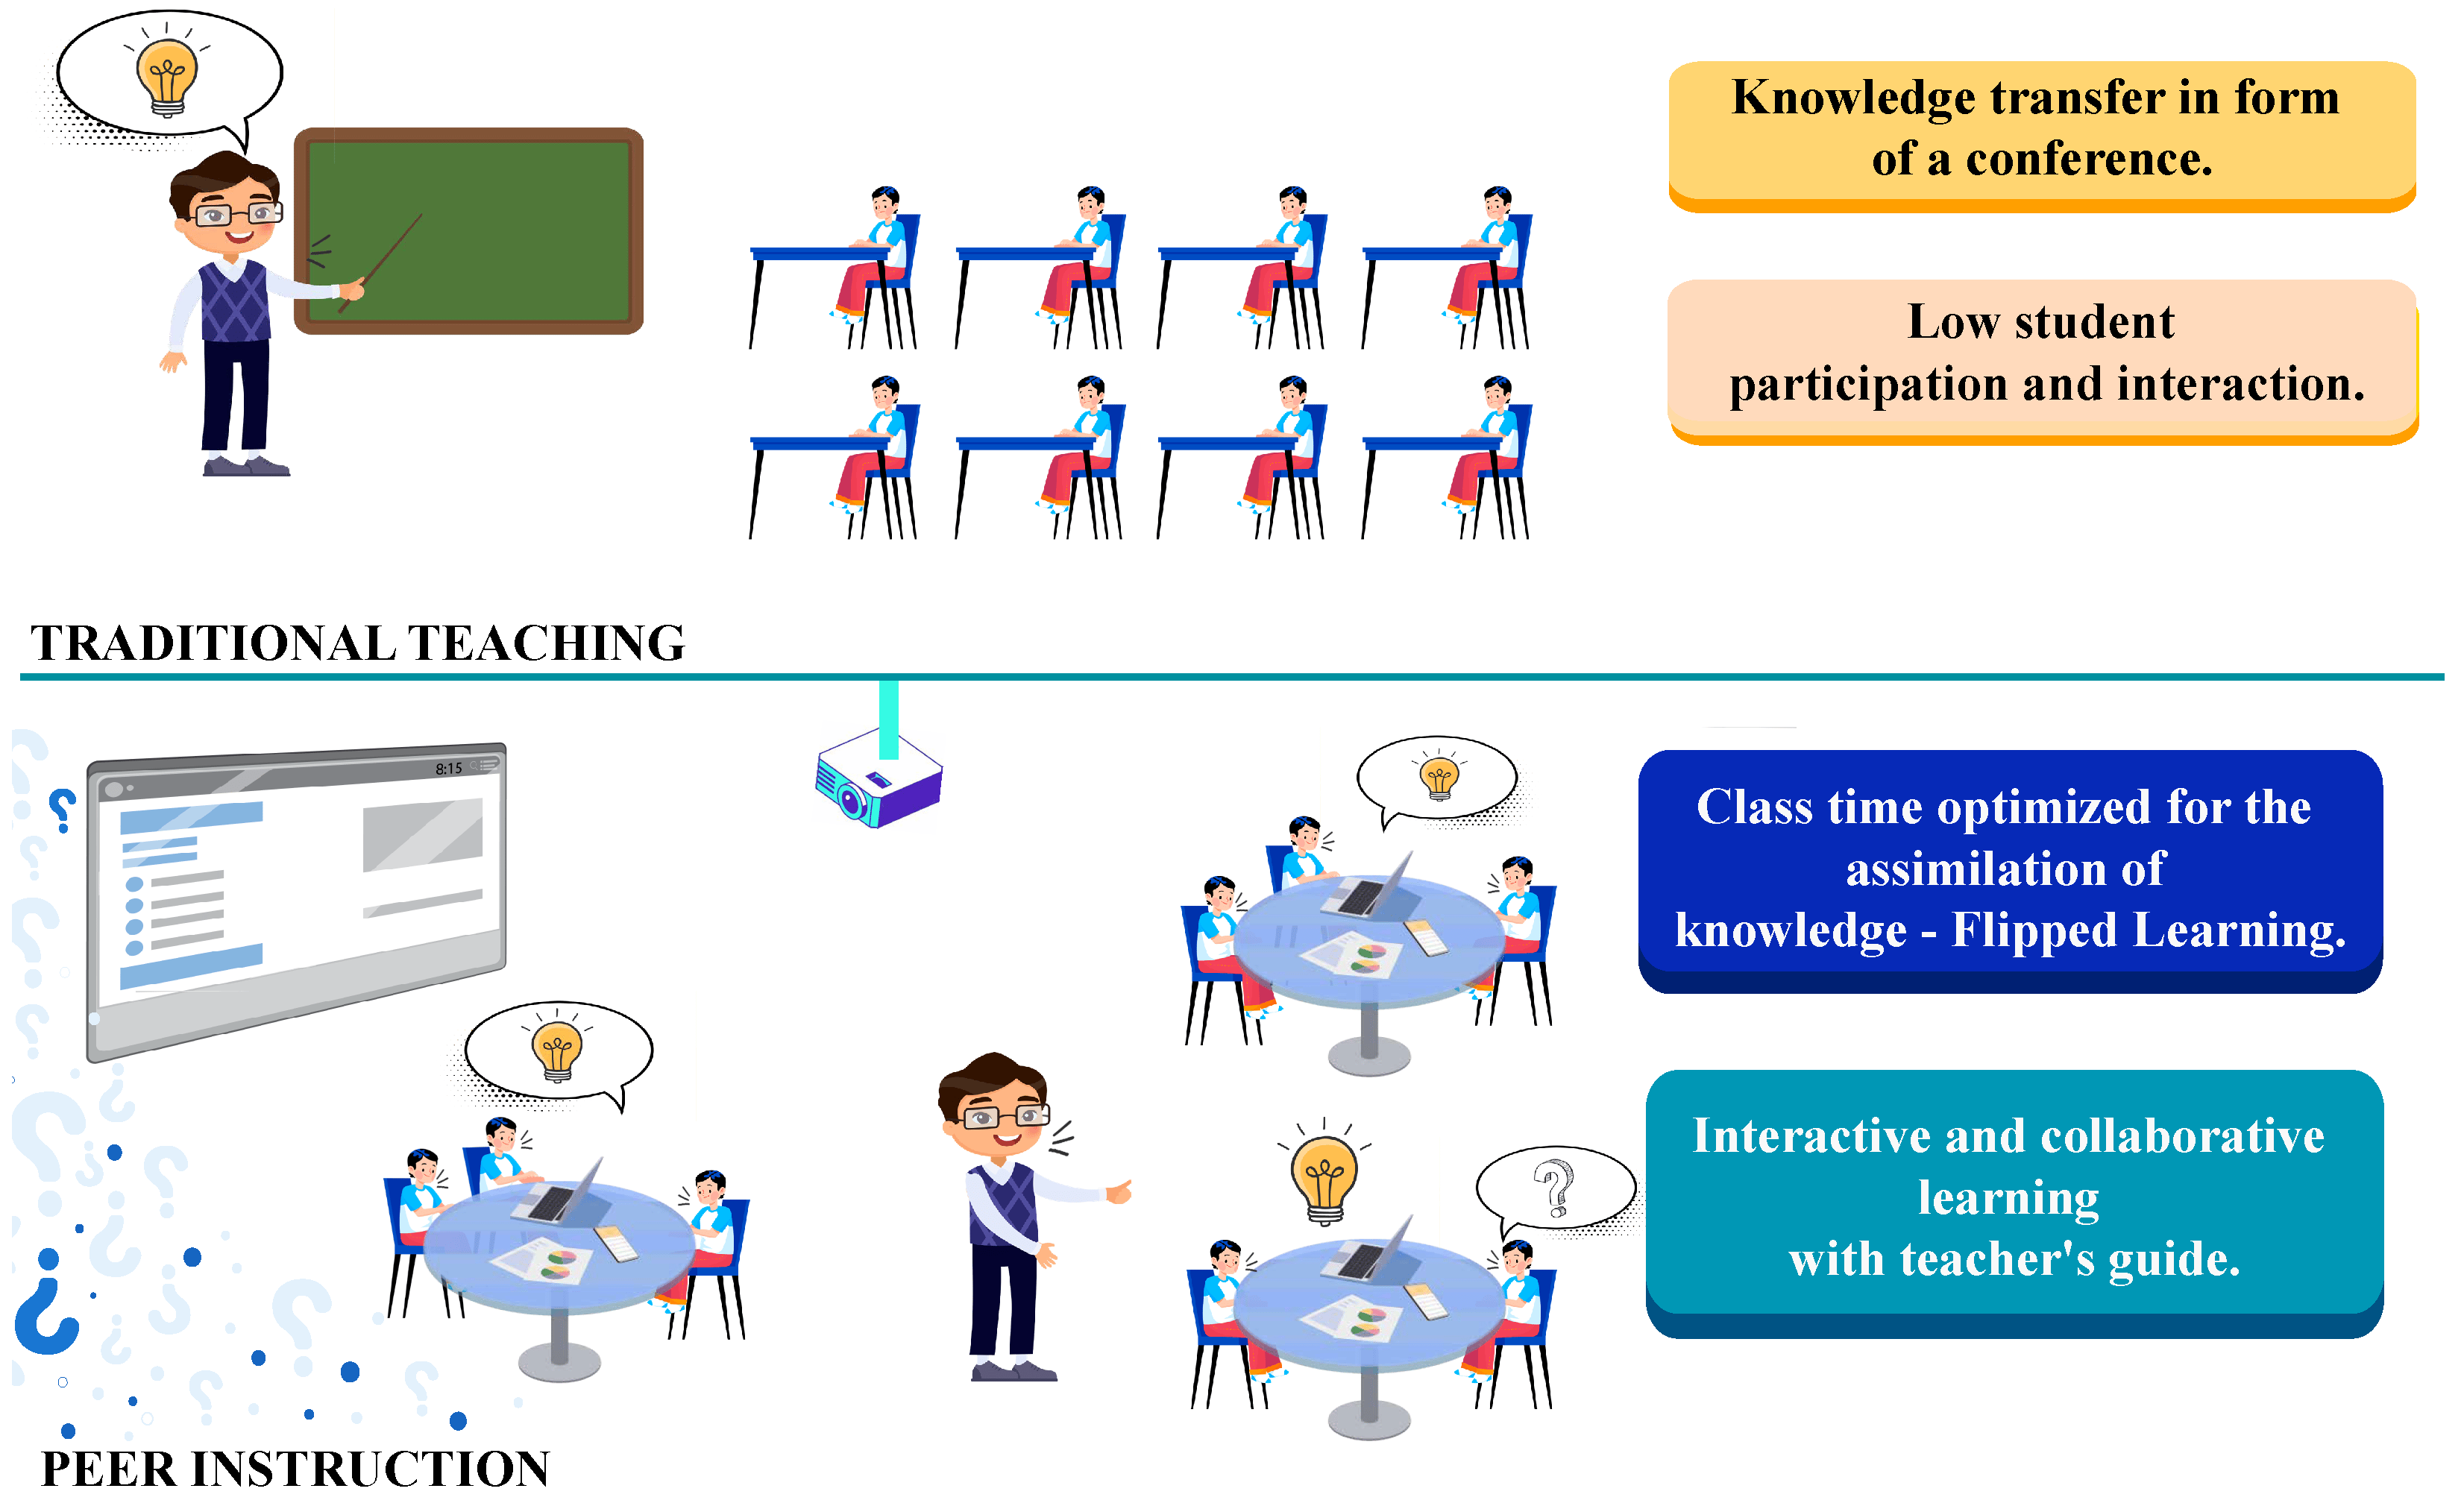 Knowledge transfer in form
of a conference.
Low student
participation and interaction.
TRADITIONAL TEACHING
8:15
Class time optimized for the
assimilation of
knowledge - Flipped Learning.
?
Interactive and collaborative
learning
with teacher's guide.
PEER INSTRUCTION